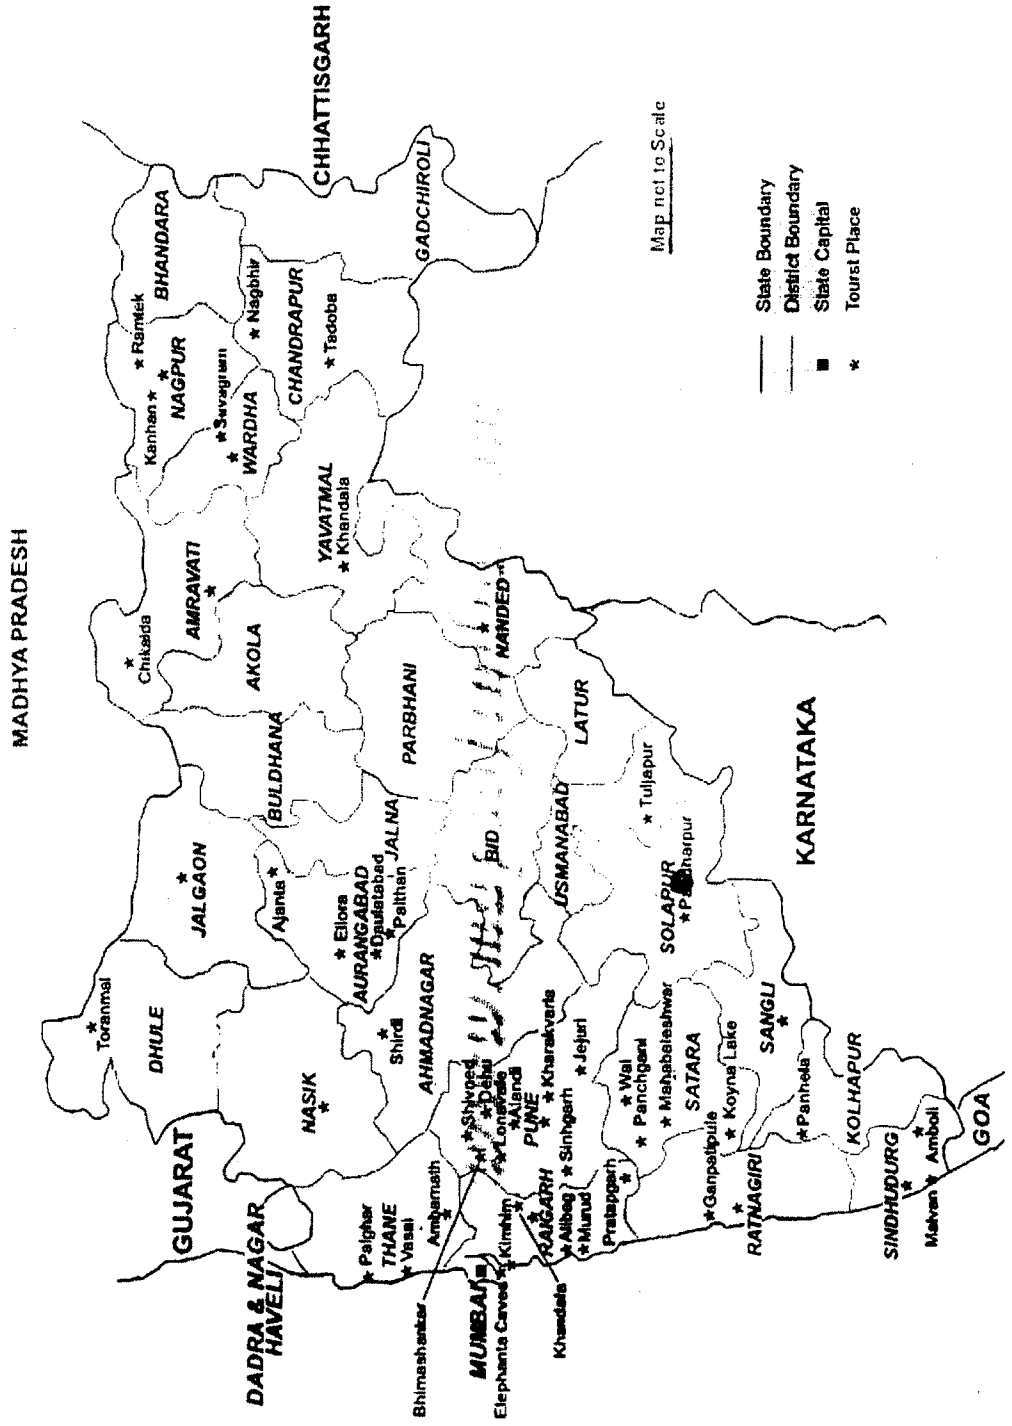 MADHYA PRADESH
CHHATTISGARH
GUJARAT
DADRA & NAGAR
HAVELI
KARNATAKA
GOA
Toranmal
DHULE
JALGAON
Chikalda
AMRAVATI
Kanhan
Ramtek
NAGPUR
BHANDARA
Sevagram
WARDHA
Nagbhir
CHANDRAPUR
Tadoba
GADCHIROLI
NASIK
Ajanta
BULDHANA
AKOLA
YAVATMAL
Khandala
Palghar
THANE
Vasai
Ambarnath
Shirdi
AHMADNAGAR
Ellora
AURANGABAD
Daulatabad
Paithan
JALNA
PARBHANI
NANDED
BID
LATUR
USMANABAD
Tuljapur
SOLAPUR
Bhimashankar
MUMBAI
Elephanta Caves
Kimhim
Khandala
Dehu
Lonavale
Alandi
PUNE
Kharakvasla
Sinhgarh
Jejuri
RAIGARH
Alibag
Murud
Pratapgarh
Wai
Panchgani
Mahabaleshwar
SATARA
Koyna Lake
Ganpatipule
RATNAGIRI
SANGLI
Panhela
KOLHAPUR
SINDHUDURG
Amboli
Malvan
Map not to Scale
State Boundary
District Boundary
State Capital
Tourst Place